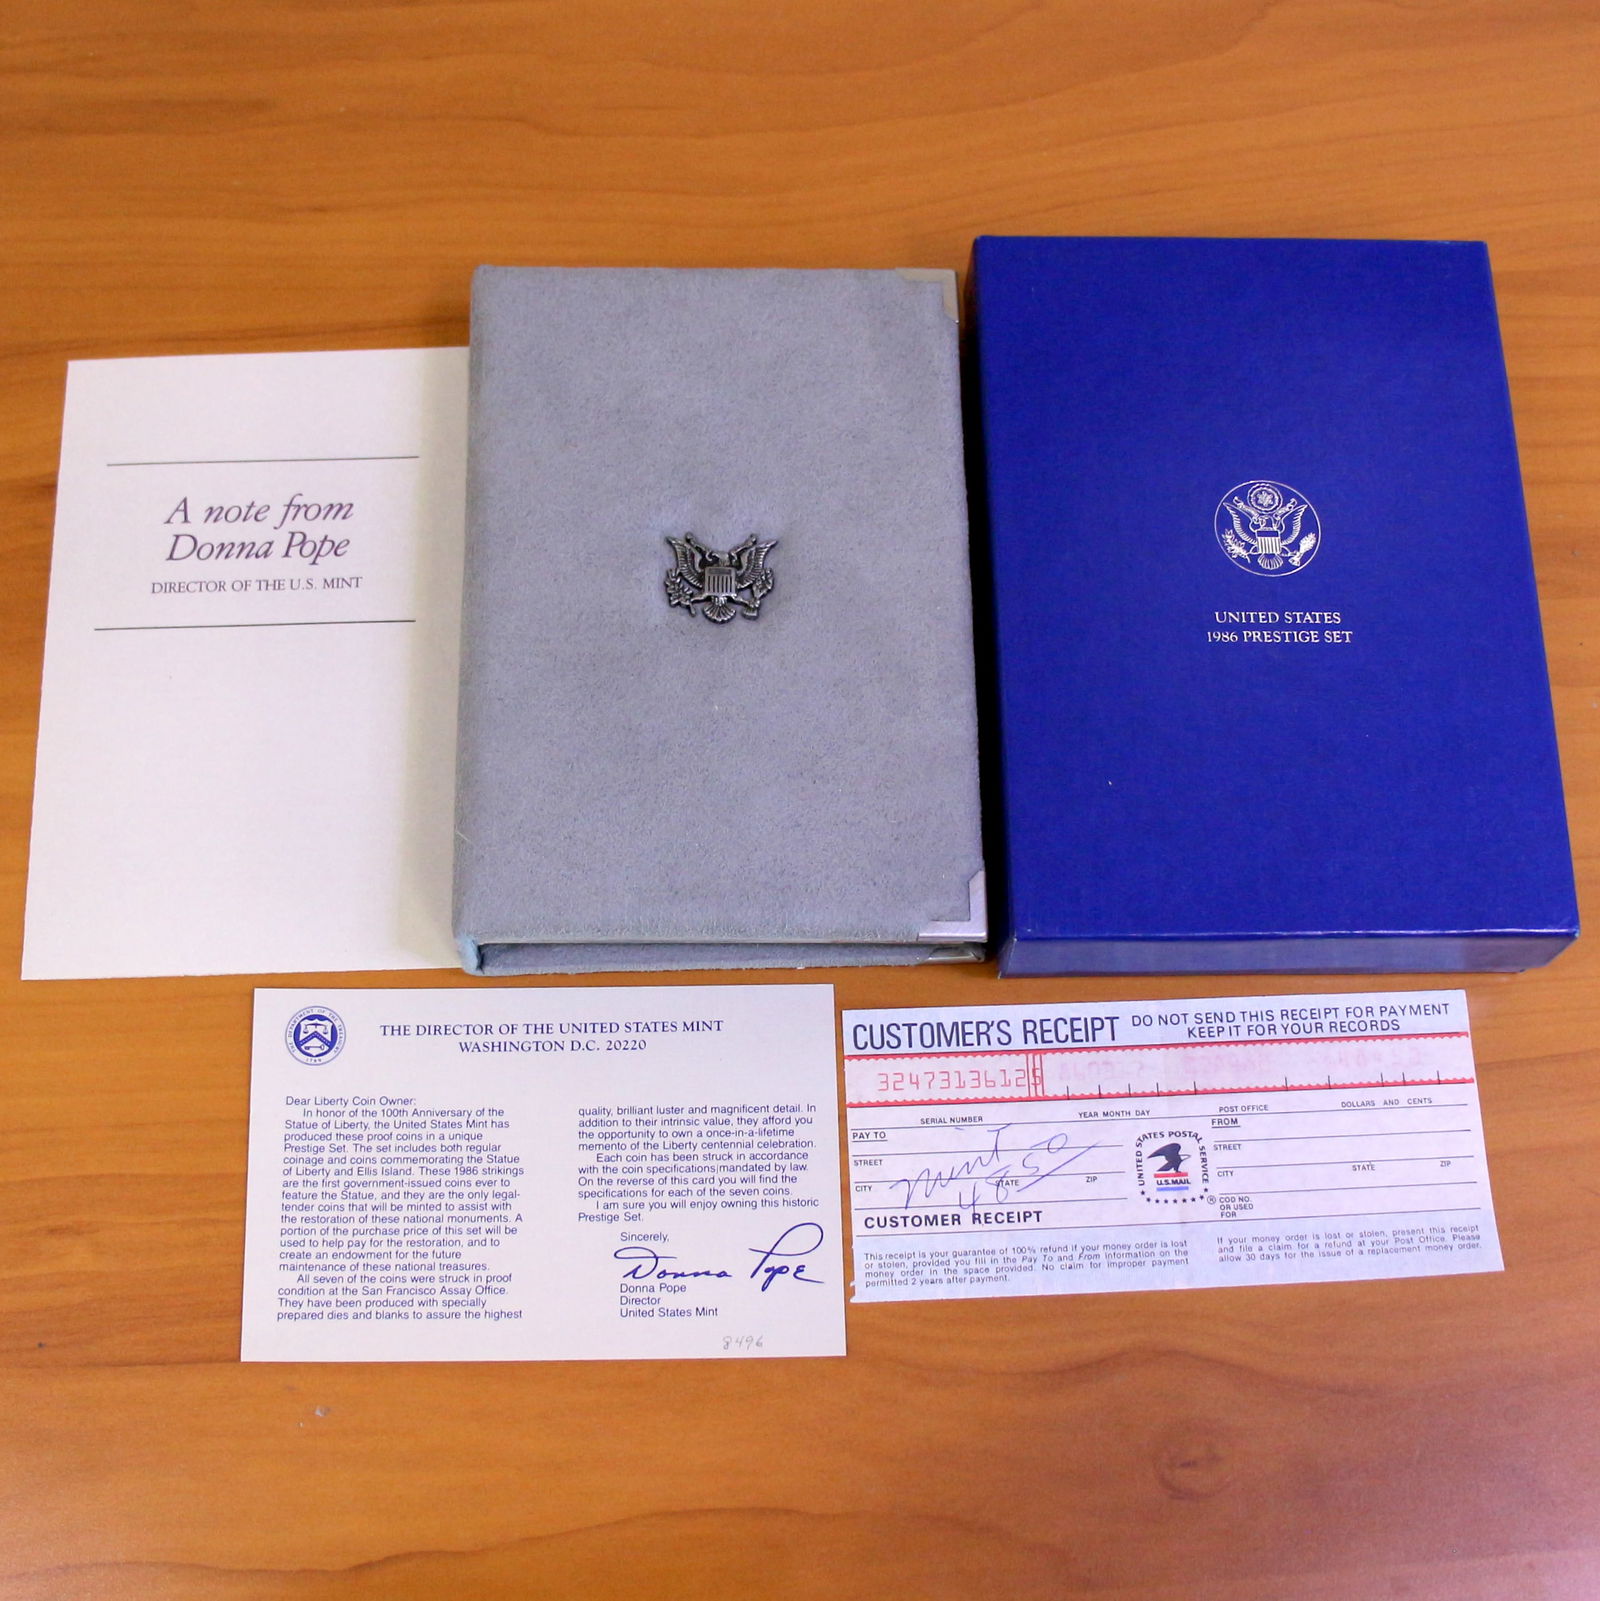 A note from
Donna Pope
DIRECTOR OF THE U.S. MINT
UNITED STATES
1986 PRESTIGE SET
THE DEPARTMENT OF THE TREASURY
1789
THE DIRECTOR OF THE UNITED STATES MINT
WASHINGTON D.C. 20220
Dear Liberty Coin Owner:
In honor of the 100th Anniversary of the
Statue of Liberty, the United States Mint has
produced these proof coins in a unique
Prestige Set. The set includes both regular
coinage and coins commemorating the Statue
of Liberty and Ellis Island. These 1986 strikings
are the first government-issued coins ever to
feature the Statue, and they are the only legal-
tender coins that will be minted to assist with
the restoration of these national monuments. A
portion of the purchase price of this set will be
used to help pay for the restoration, and to
create an endowment for the future
maintenance of these national treasures.
All seven of the coins were struck in proof
condition at the San Francisco Assay Office.
They have been produced with specially
prepared dies and blanks to assure the highest
quality, brilliant luster and magnificent detail. In
addition to their intrinsic value, they afford you
the opportunity to own a once-in-a-lifetime
memento of the Liberty centennial celebration.
Each coin has been struck in accordance
with the coin specifications mandated by law.
On the reverse of this card you will find the
specifications for each of the seven coins.
I am sure you will enjoy owning this historic
Prestige Set.
Sincerely,
Donna Pope
Donna Pope
Director
United States Mint
8496
CUSTOMER'S RECEIPT
DO NOT SEND THIS RECEIPT FOR PAYMENT
KEEP IT FOR YOUR RECORDS
32473136125
SERIAL NUMBER YEAR MONTH DAY POST OFFICE DOLLARS AND CENTS
PAY TO
STREET
CITY STATE ZIP
mint
4850
CUSTOMER RECEIPT
UNITED STATES POSTAL SERVICE
U.S.MAIL
®
FROM
STREET
CITY STATE ZIP
COD NO.
OR USED
FOR
This receipt is your guarantee of 100% refund if your money order is lost
or stolen, provided you fill in the Pay To and From information on the
money order in the space provided. No claim for improper payment
permitted 2 years after payment.
If your money order is lost or stolen, present this receipt
and file a claim for a refund at your Post Office. Please
allow 30 days for the issue of a replacement money order.